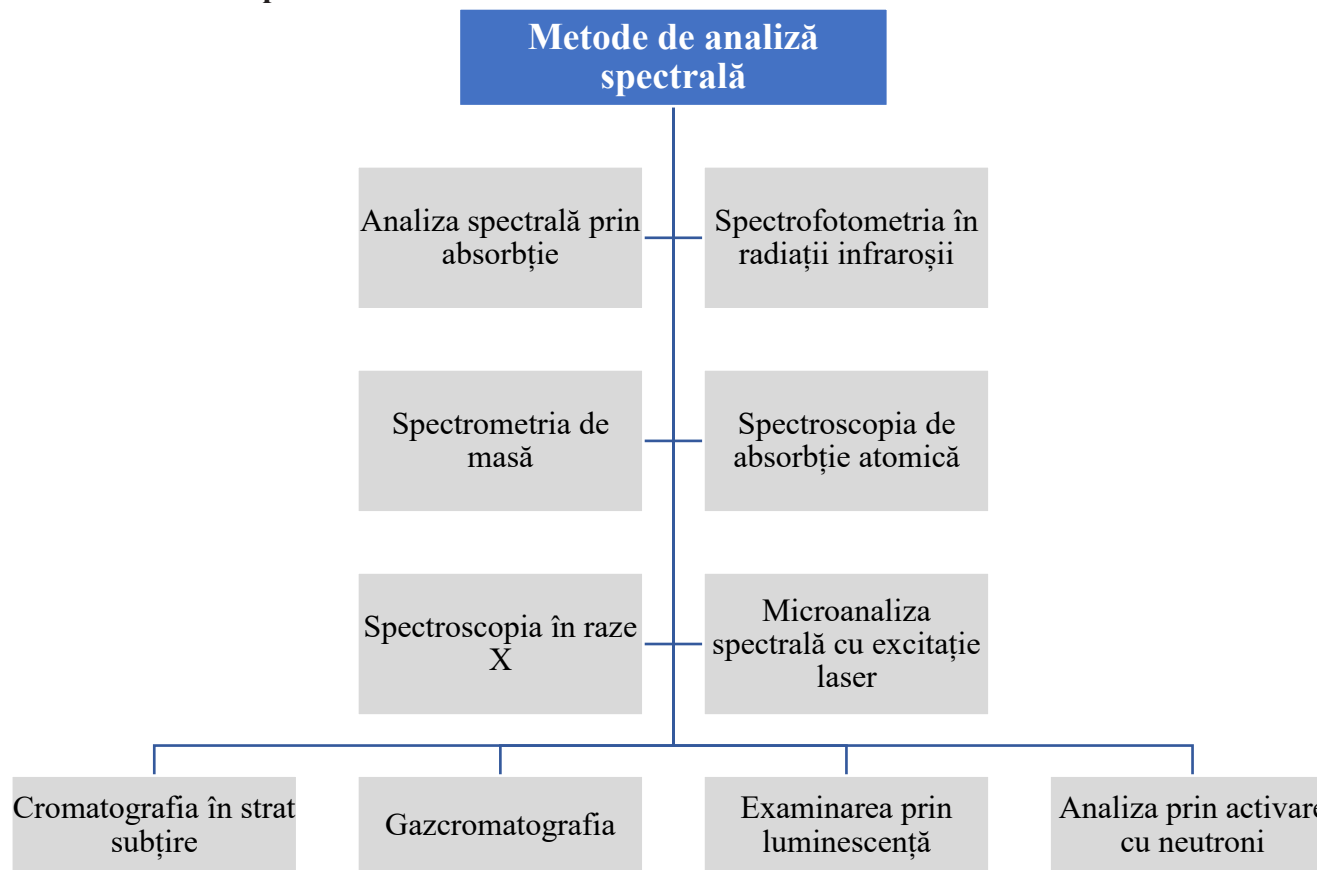 Metode de analiză
spectrală
Analiza spectrală prin
absorbție
Spectrofotometria în
radiații infraroșii
Spectrometria de
masă
Spectroscopia de
absorbție atomică
Spectroscopia în raze
X
Microanaliza
spectrală cu excitație
laser
Cromatografia în strat
subțire
Gazcromatografia
Examinarea prin
luminescență
Analiza prin activare
cu neutroni